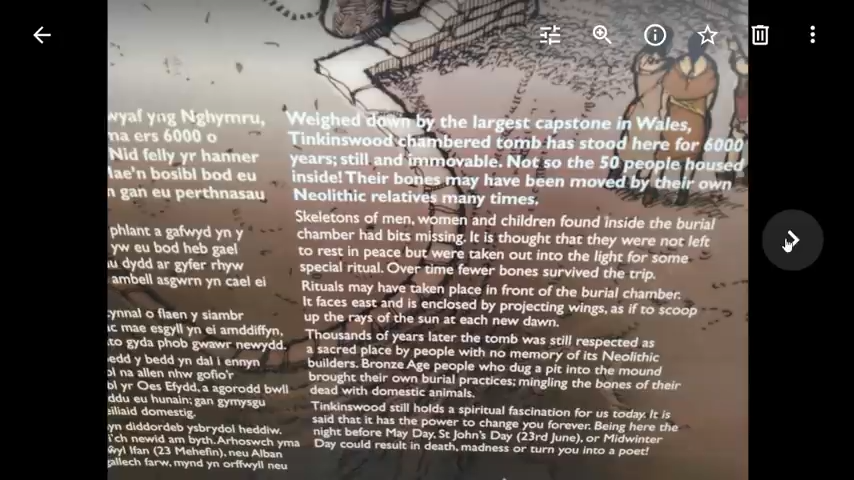 wyaf yng Nghymru,
na ers 6000 o
Nid felly yr hanner
lae'n bosibl bod eu
n gan eu perthnasau
phlant a gafwyd yn y
yw eu bod heb gael
u dydd ar gyfer rhyw
ambell asgwrn yn cael ei
cynnal o flaen y siambr
c mae esgyll yn ei amddiffyn,
to gyda phob gwawr newydd.
edd y bedd yn dal i ennyn
l na allen nhw gofio'r
ol yr Oes Efydd, a agorodd bwll
ddu eu hunain; gan gymysgu
eiliaid domestig.
yn diddordeb ysbrydol heddiw.
i'ch newid am byth. Arhoswch yma
ŵyl Ifan (23 Mehefin), neu Alban
gallech farw, mynd yn orffwyll neu
Weighed down by the largest capstone in Wales,
Tinkinswood chambered tomb has stood here for 6000
years; still and immovable. Not so the 50 people housed
inside! Their bones may have been moved by their own
Neolithic relatives many times.
Skeletons of men, women and children found inside the burial
chamber had bits missing. It is thought that they were not left
to rest in peace but were taken out into the light for some
special ritual. Over time fewer bones survived the trip.
Rituals may have taken place in front of the burial chamber.
It faces east and is enclosed by projecting wings, as if to scoop
up the rays of the sun at each new dawn.
Thousands of years later the tomb was still respected as
a sacred place by people with no memory of its Neolithic
builders. Bronze Age people who dug a pit into the mound
brought their own burial practices; mingling the bones of their
dead with domestic animals.
Tinkinswood still holds a spiritual fascination for us today. It is
said that it has the power to change you forever. Being here the
night before May Day, St John's Day (23rd June), or Midwinter
Day could result in death, madness or turn you into a poet!